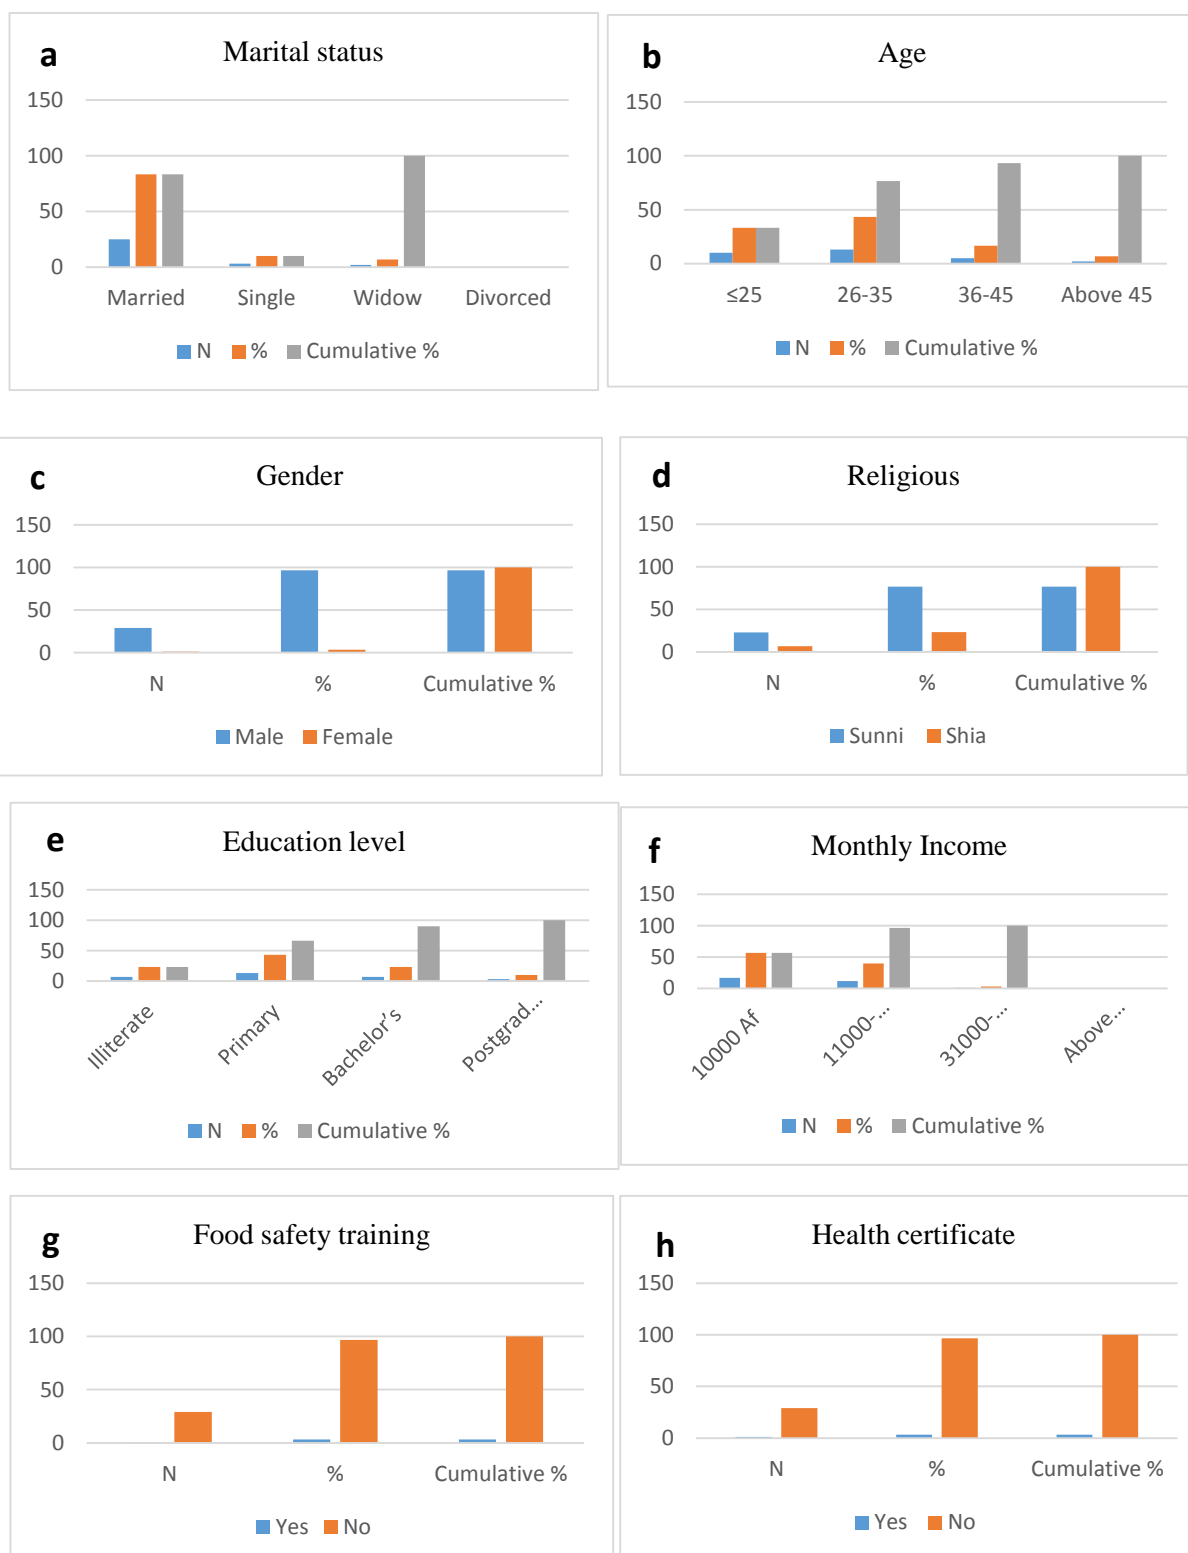 a Marital status
150
100
50
0
Married Single Widow Divorced
N % Cumulative %
b Age
150
100
50
0
≤25 26-35 36-45 Above 45
N % Cumulative %
c Gender
150
100
50
0
N % Cumulative %
Male Female
d Religious
150
100
50
0
N % Cumulative %
Sunni Shia
e Education level
150
100
50
0
Illiterate Primary Bachelor’s Postgrad...
N % Cumulative %
f Monthly Income
150
100
50
0
10000 Af 11000-... 31000-... Above...
N % Cumulative %
g Food safety training
150
100
50
0
N % Cumulative %
Yes No
h Health certificate
150
100
50
0
N % Cumulative %
Yes No